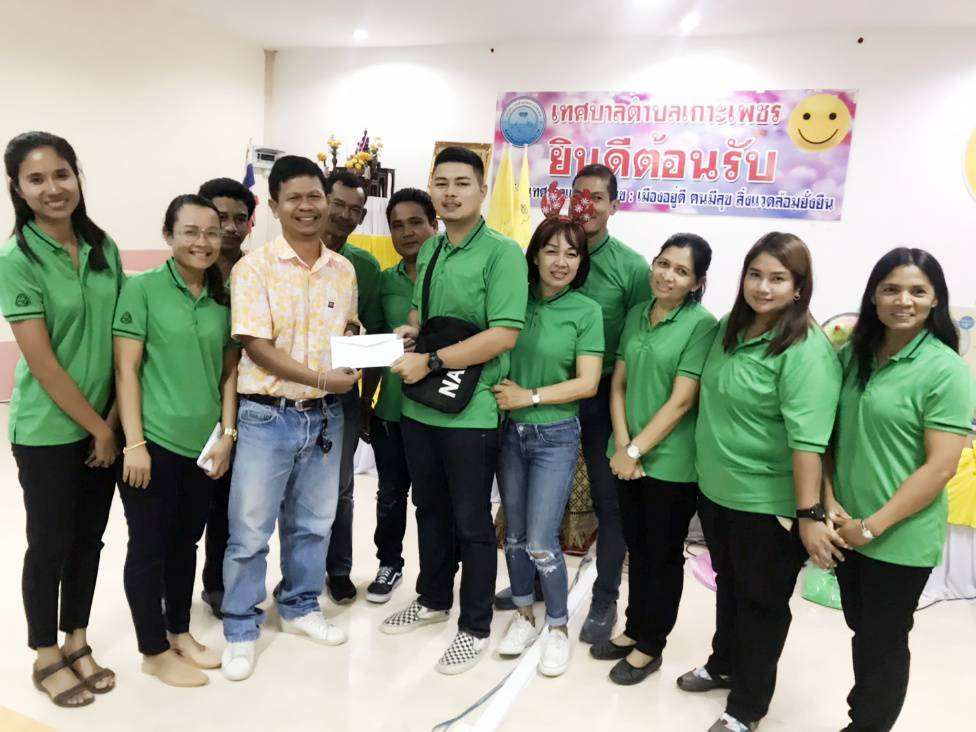 เทศบาลตำบลเกาะเพชร
ยินดีต้อนรับ
: เมืองอยู่ดี คนมีสุข สิ่งแวดล้อมยั่งยืน
NA